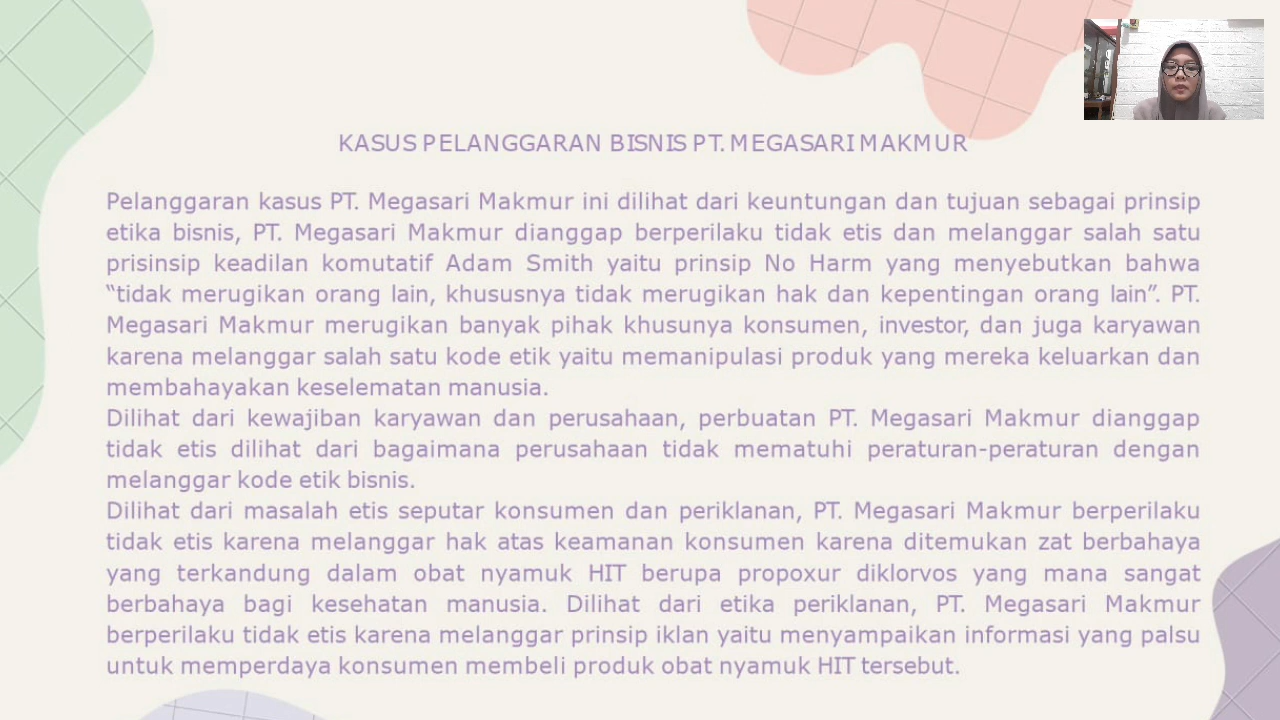 KASUS PELANGGARAN BISNIS PT. MEGASARI MAKMUR
Pelanggaran kasus PT. Megasari Makmur ini dilihat dari keuntungan dan tujuan sebagai prinsip
etika bisnis, PT. Megasari Makmur dianggap berperilaku tidak etis dan melanggar salah satu
prisinsip keadilan komutatif Adam Smith yaitu prinsip No Harm yang menyebutkan bahwa
“tidak merugikan orang lain, khususnya tidak merugikan hak dan kepentingan orang lain”. PT.
Megasari Makmur merugikan banyak pihak khusunya konsumen, investor, dan juga karyawan
karena melanggar salah satu kode etik yaitu memanipulasi produk yang mereka keluarkan dan
membahayakan keselematan manusia.
Dilihat dari kewajiban karyawan dan perusahaan, perbuatan PT. Megasari Makmur dianggap
tidak etis dilihat dari bagaimana perusahaan tidak mematuhi peraturan-peraturan dengan
melanggar kode etik bisnis.
Dilihat dari masalah etis seputar konsumen dan periklanan, PT. Megasari Makmur berperilaku
tidak etis karena melanggar hak atas keamanan konsumen karena ditemukan zat berbahaya
yang terkandung dalam obat nyamuk HIT berupa propoxur diklorvos yang mana sangat
berbahaya bagi kesehatan manusia. Dilihat dari etika periklanan, PT. Megasari Makmur
berperilaku tidak etis karena melanggar prinsip iklan yaitu menyampaikan informasi yang palsu
untuk memperdaya konsumen membeli produk obat nyamuk HIT tersebut.